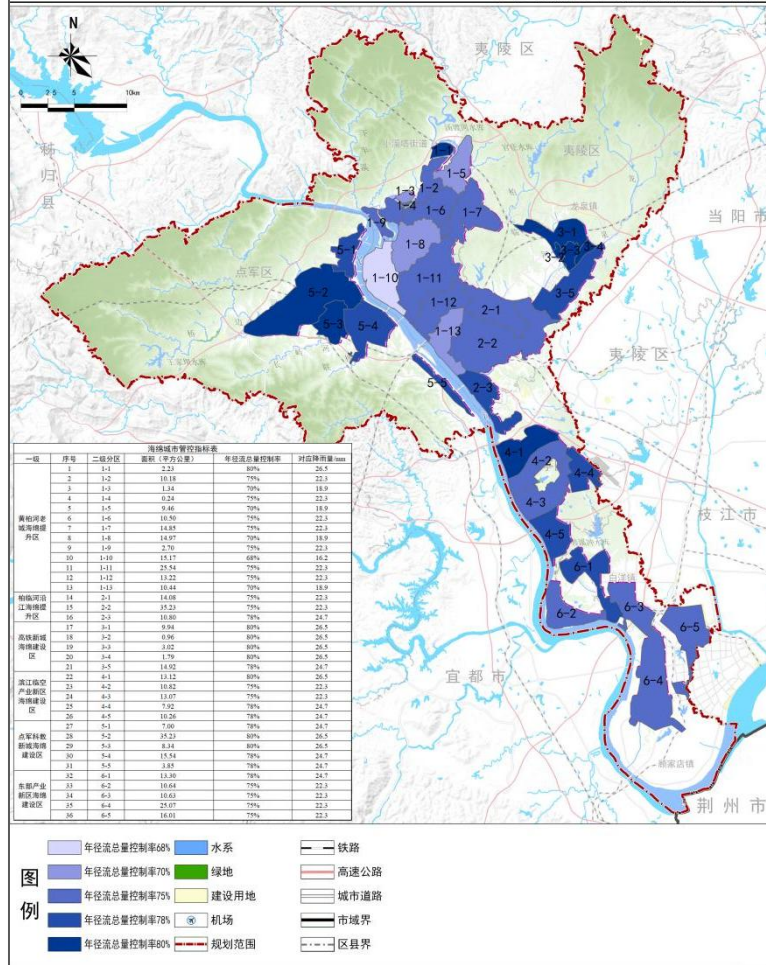 N
0 2.5 5 10km
夷陵区
秭归县
小溪塔街道
夷陵区
龙泉镇
当阳市
点军区
夷陵区
枝江市
白洋镇
宜都市
顾家店镇
荆州市
1-1
1-5
1-3
1-2
1-4
1-6
1-7
1-9
1-8
1-10
1-11
1-12
1-13
2-1
2-2
2-3
3-1
3-3
3-4
3-2
3-5
5-1
5-2
5-3
5-4
5-5
4-1
4-2
4-4
4-3
4-5
6-1
6-2
6-3
6-5
6-4
海绵城市管控指标表
一级 序号 二级分区 面积（平方公里） 年径流总量控制率 对应降雨量/mm
黄柏河老城海绵提升区
1 1-1 2.23 80% 26.5
2 1-2 10.18 75% 22.3
3 1-3 1.34 70% 18.9
4 1-4 0.24 75% 22.3
5 1-5 9.46 70% 18.9
6 1-6 10.50 75% 22.3
7 1-7 14.85 75% 22.3
8 1-8 14.97 70% 18.9
9 1-9 2.70 75% 22.3
10 1-10 15.17 68% 16.2
11 1-11 25.54 75% 22.3
12 1-12 13.22 75% 22.3
13 1-13 10.44 70% 18.9
柏临河沿江海绵提升区
14 2-1 14.08 75% 22.3
15 2-2 35.23 75% 22.3
16 2-3 10.80 78% 24.7
高铁新城海绵建设区
17 3-1 9.94 80% 26.5
18 3-2 0.96 80% 26.5
19 3-3 3.02 80% 26.5
20 3-4 1.79 80% 26.5
21 3-5 14.92 78% 24.7
滨江临空产业新区海绵建设区
22 4-1 13.12 80% 26.5
23 4-2 10.82 75% 22.3
24 4-3 13.07 75% 22.3
25 4-4 7.92 78% 24.7
26 4-5 10.26 78% 24.7
点军科教新城海绵建设区
27 5-1 7.00 78% 24.7
28 5-2 35.23 80% 26.5
29 5-3 8.34 80% 26.5
30 5-4 15.54 78% 24.7
31 5-5 3.85 78% 24.7
东部产业新区海绵建设区
32 6-1 13.30 78% 24.7
33 6-2 10.64 75% 22.3
34 6-3 10.63 75% 22.3
35 6-4 25.07 75% 22.3
36 6-5 16.01 75% 22.3
图例
年径流总量控制率68% 水系 铁路
年径流总量控制率70% 绿地 高速公路
年径流总量控制率75% 建设用地 城市道路
年径流总量控制率78% 机场 市域界
年径流总量控制率80% 规划范围 区县界